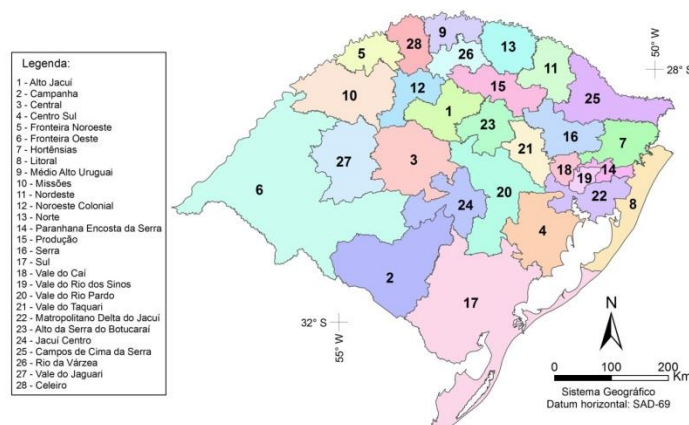 Legenda:
1 - Alto Jacuí
2 - Campanha
3 - Central
4 - Centro Sul
5 - Fronteira Noroeste
6 - Fronteira Oeste
7 - Hortênsias
8 - Litoral
9 - Médio Alto Uruguai
10 - Missões
11 - Nordeste
12 - Noroeste Colonial
13 - Norte
14 - Paranhana Encosta da Serra
15 - Produção
16 - Serra
17 - Sul
18 - Vale do Caí
19 - Vale do Rio dos Sinos
20 - Vale do Rio Pardo
21 - Vale do Taquari
22 - Matropolitano Delta do Jacuí
23 - Alto da Serra do Botucaraí
24 - Jacuí Centro
25 - Campos de Cima da Serra
26 - Rio da Várzea
27 - Vale do Jaguari
28 - Celeiro
50° W
28° S
5
28
9
26
13
11
10
12
15
25
1
23
16
7
27
3
21
18
19
14
6
20
22
8
24
4
2
17
32° S
55° W
N
0 100 200
Km
Sistema Geográfico
Datum horizontal: SAD-69